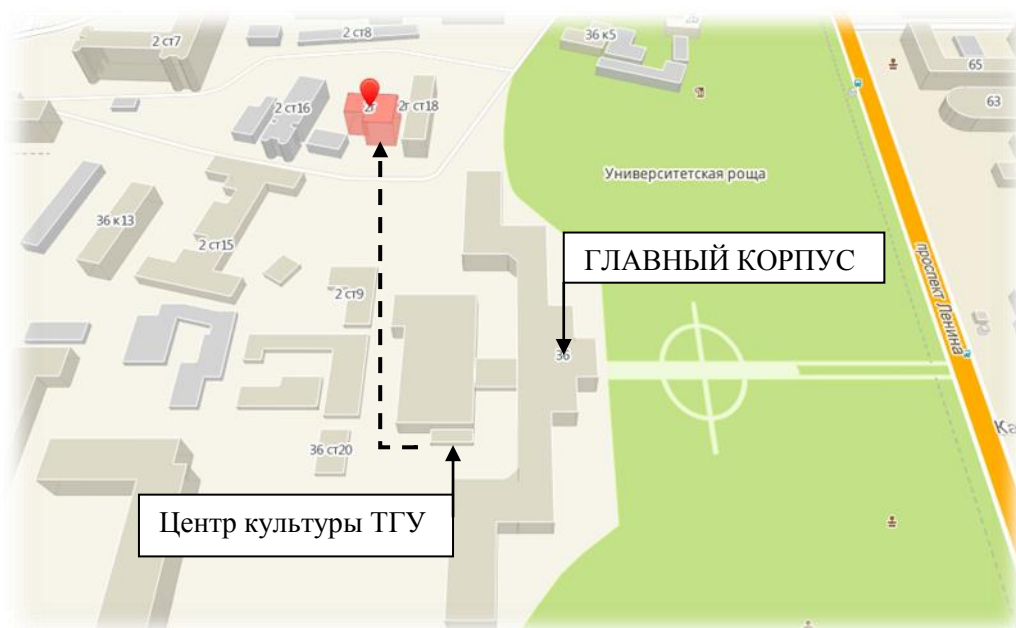 2 ст7
2 ст8
36 к5
65
63
2 ст16
2г
2г ст18
Университетская роща
36 к13
2 ст15
ГЛАВНЫЙ КОРПУС
2 ст9
проспект Ленина
36
36 ст20
Ка
Центр культуры ТГУ